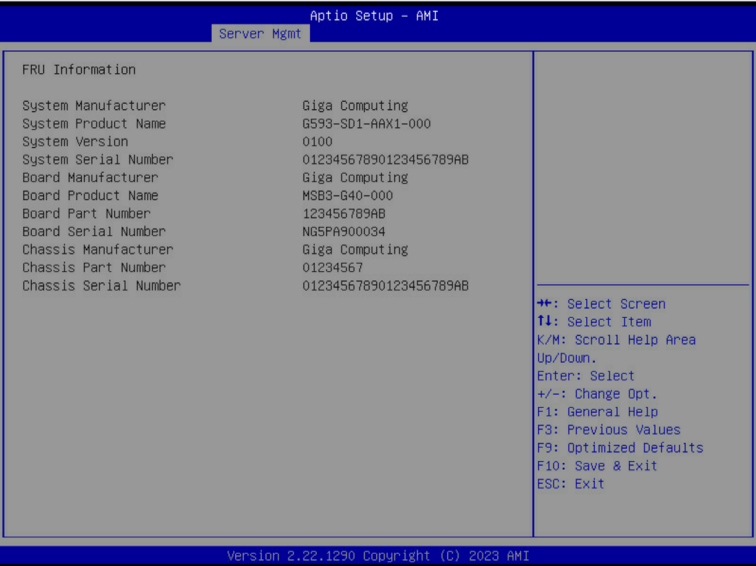 Aptio Setup - AMI
Server Mgmt
FRU Information
System Manufacturer Giga Computing
System Product Name G593-SD1-AAX1-000
System Version 0100
System Serial Number 01234567890123456789AB
Board Manufacturer Giga Computing
Board Product Name MSB3-G40-000
Board Part Number 123456789AB
Board Serial Number NG5PA900034
Chassis Manufacturer Giga Computing
Chassis Part Number 01234567
Chassis Serial Number 01234567890123456789AB
→←: Select Screen
↑↓: Select Item
K/M: Scroll Help Area
Up/Down.
Enter: Select
+/-: Change Opt.
F1: General Help
F3: Previous Values
F9: Optimized Defaults
F10: Save & Exit
ESC: Exit
Version 2.22.1290 Copyright (C) 2023 AMI